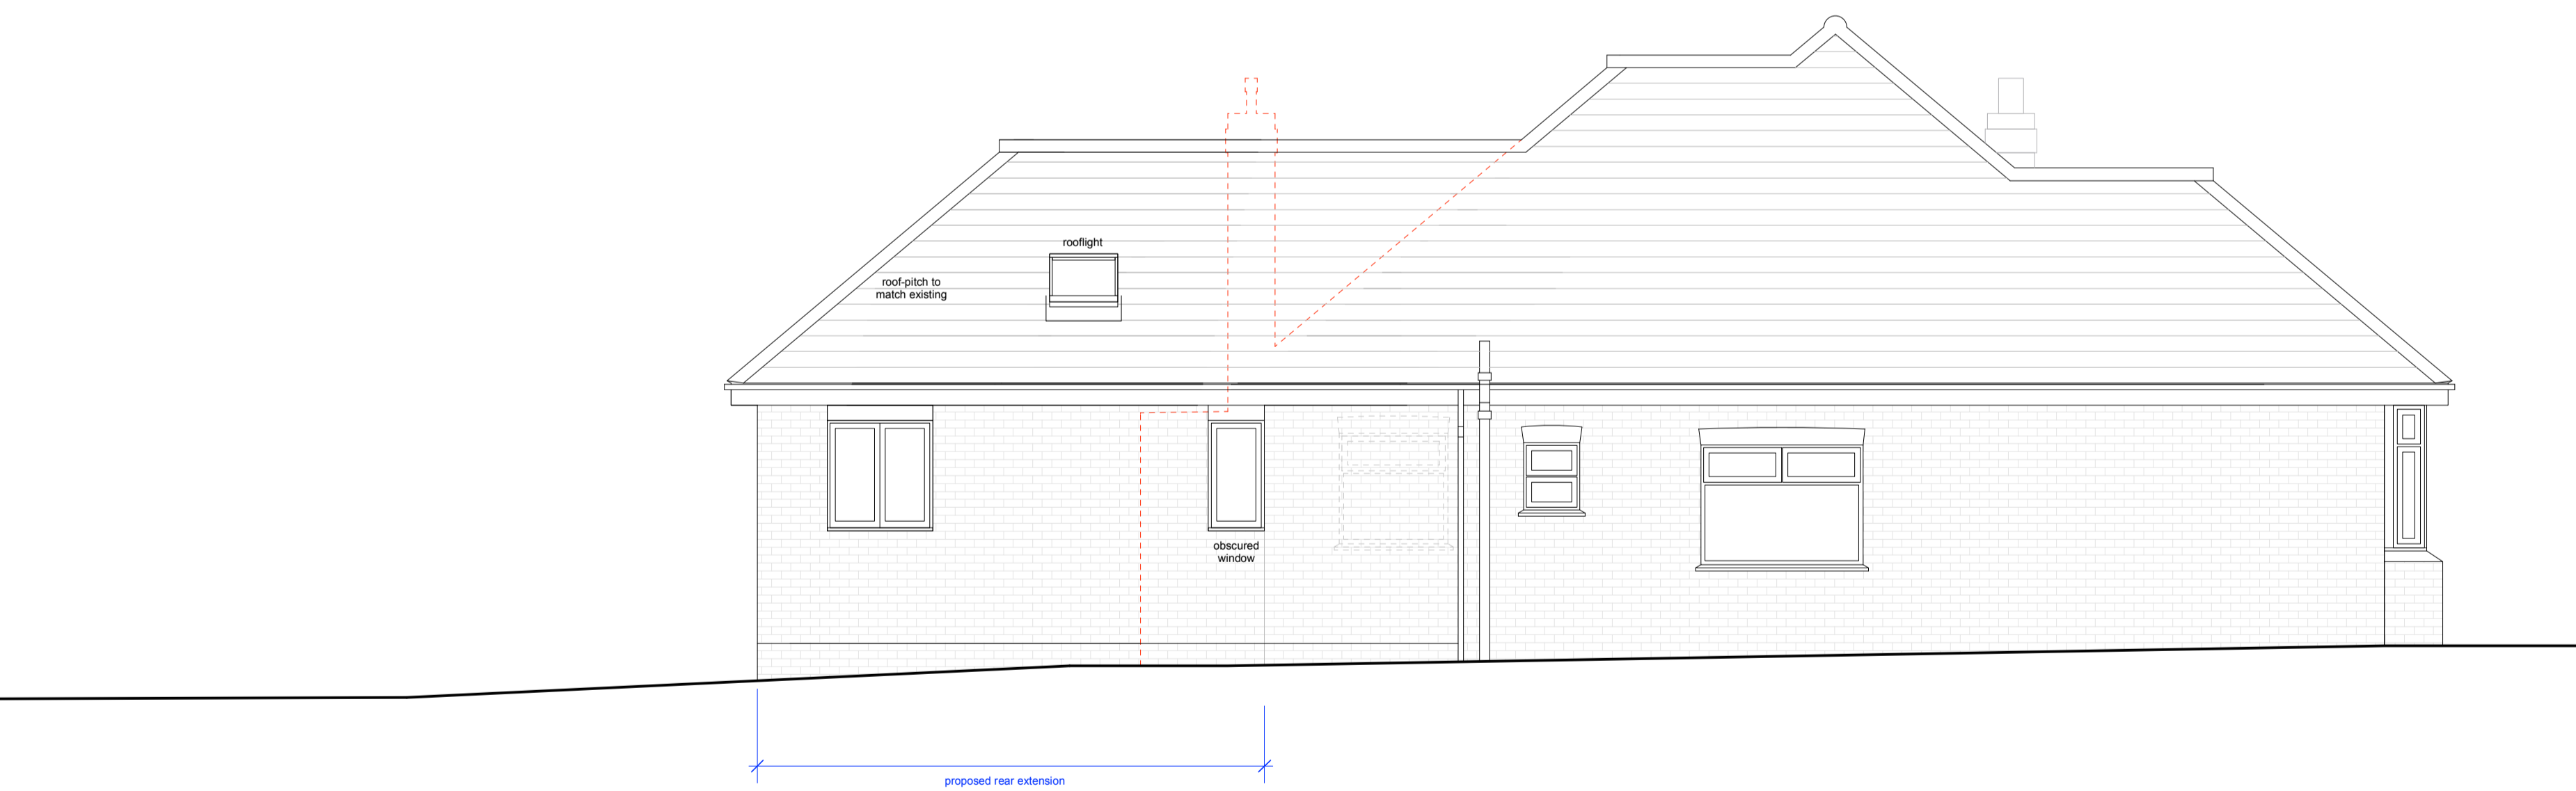 rooflight
roof-pitch to
match existing
obscured
window
proposed rear extension